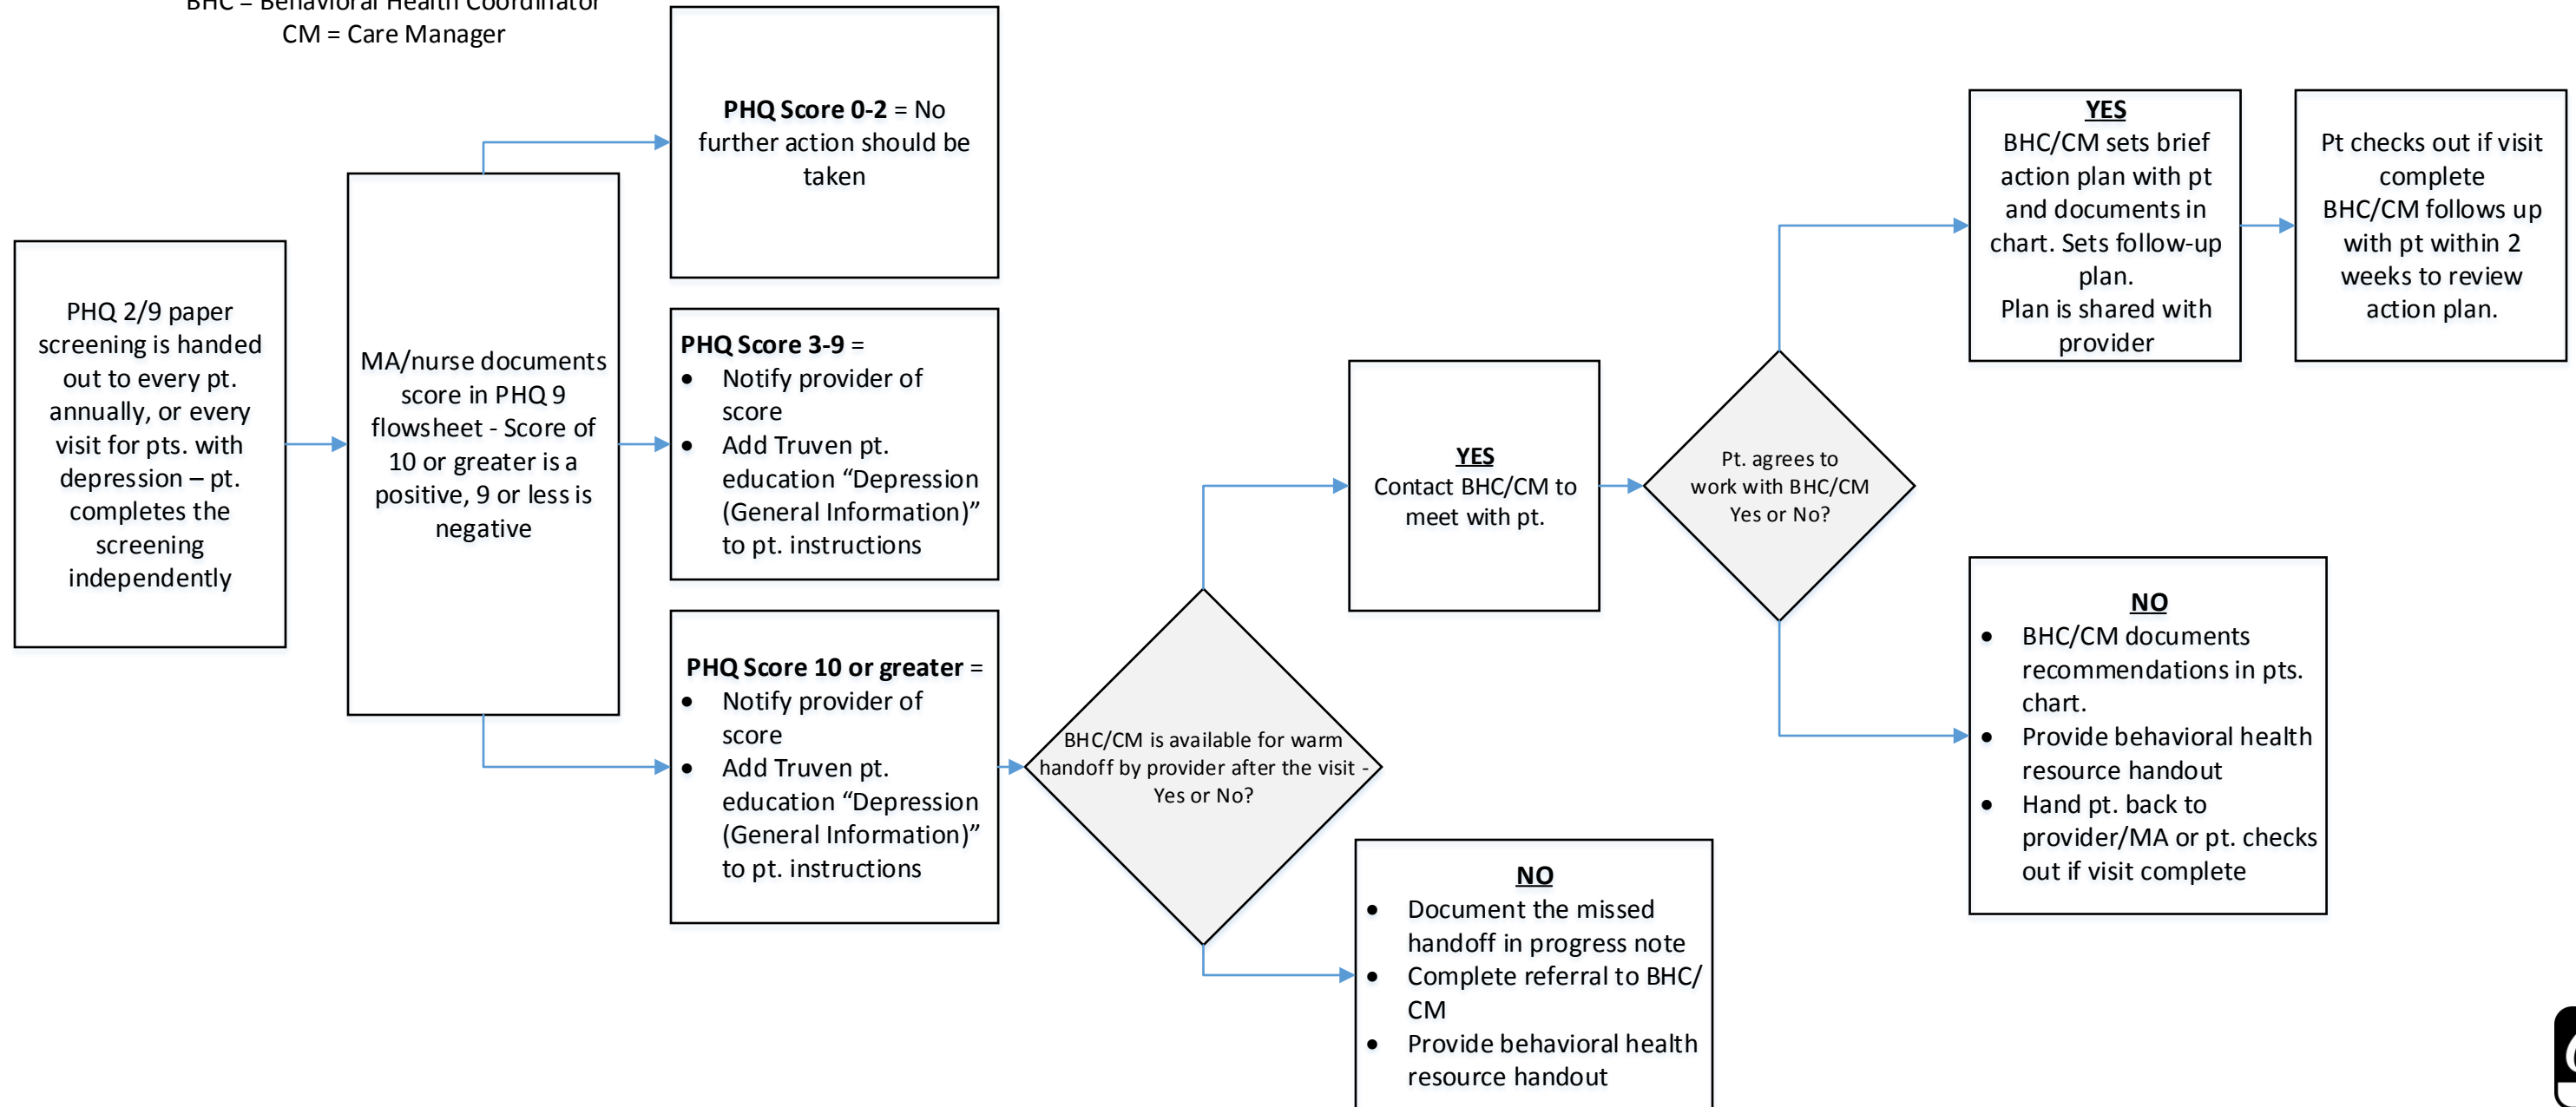 BHC = Behavioral Health Coordinator
CM = Care Manager
PHQ 2/9 paper
screening is handed
out to every pt.
annually, or every
visit for pts. with
depression – pt.
completes the
screening
independently
MA/nurse documents
score in PHQ 9
flowsheet - Score of
10 or greater is a
positive, 9 or less is
negative
PHQ Score 0-2 = No
further action should be
taken
PHQ Score 3-9 =
• Notify provider of
score
• Add Truven pt.
education “Depression
(General Information)”
to pt. instructions
PHQ Score 10 or greater =
• Notify provider of
score
• Add Truven pt.
education “Depression
(General Information)”
to pt. instructions
BHC/CM is available for warm
handoff by provider after the visit -
Yes or No?
YES
Contact BHC/CM to
meet with pt.
NO
• Document the missed
handoff in progress note
• Complete referral to BHC/
CM
• Provide behavioral health
resource handout
Pt. agrees to
work with BHC/CM
Yes or No?
YES
BHC/CM sets brief
action plan with pt
and documents in
chart. Sets follow-up
plan.
Plan is shared with
provider
Pt checks out if visit
complete
BHC/CM follows up
with pt within 2
weeks to review
action plan.
NO
• BHC/CM documents
recommendations in pts.
chart.
• Provide behavioral health
resource handout
• Hand pt. back to
provider/MA or pt. checks
out if visit complete